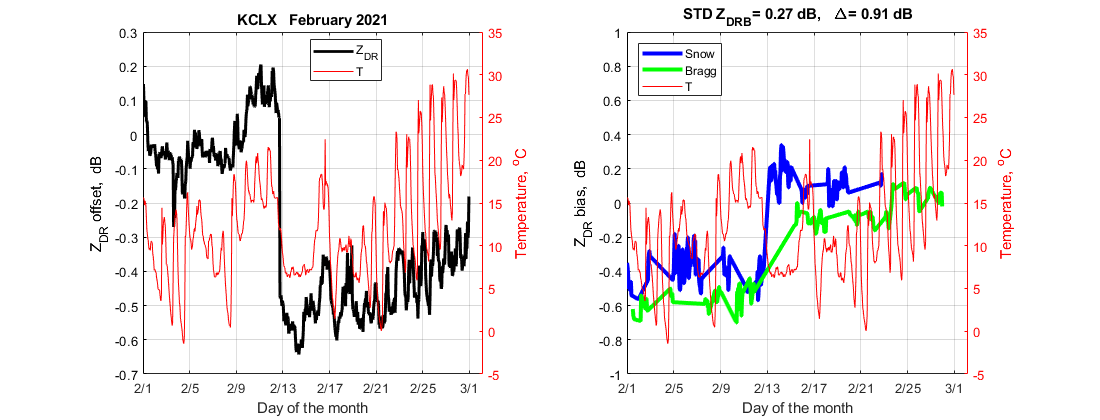 KCLX February 2021
0.3
0.2
0.1
0
-0.1
-0.2
-0.3
-0.4
-0.5
-0.6
-0.7
Z_DR offset, dB
Z_DR
T
35
30
25
20
15
10
5
0
-5
Temperature, °C
2/1 2/5 2/9 2/13 2/17 2/21 2/25 3/1
Day of the month
STD Z_DRB = 0.27 dB, Δ = 0.91 dB
1
0.8
0.6
0.4
0.2
0
-0.2
-0.4
-0.6
-0.8
-1
Z_DR bias, dB
Snow
Bragg
T
35
30
25
20
15
10
5
0
-5
Temperature, °C
2/1 2/5 2/9 2/13 2/17 2/21 2/25 3/1
Day of the month